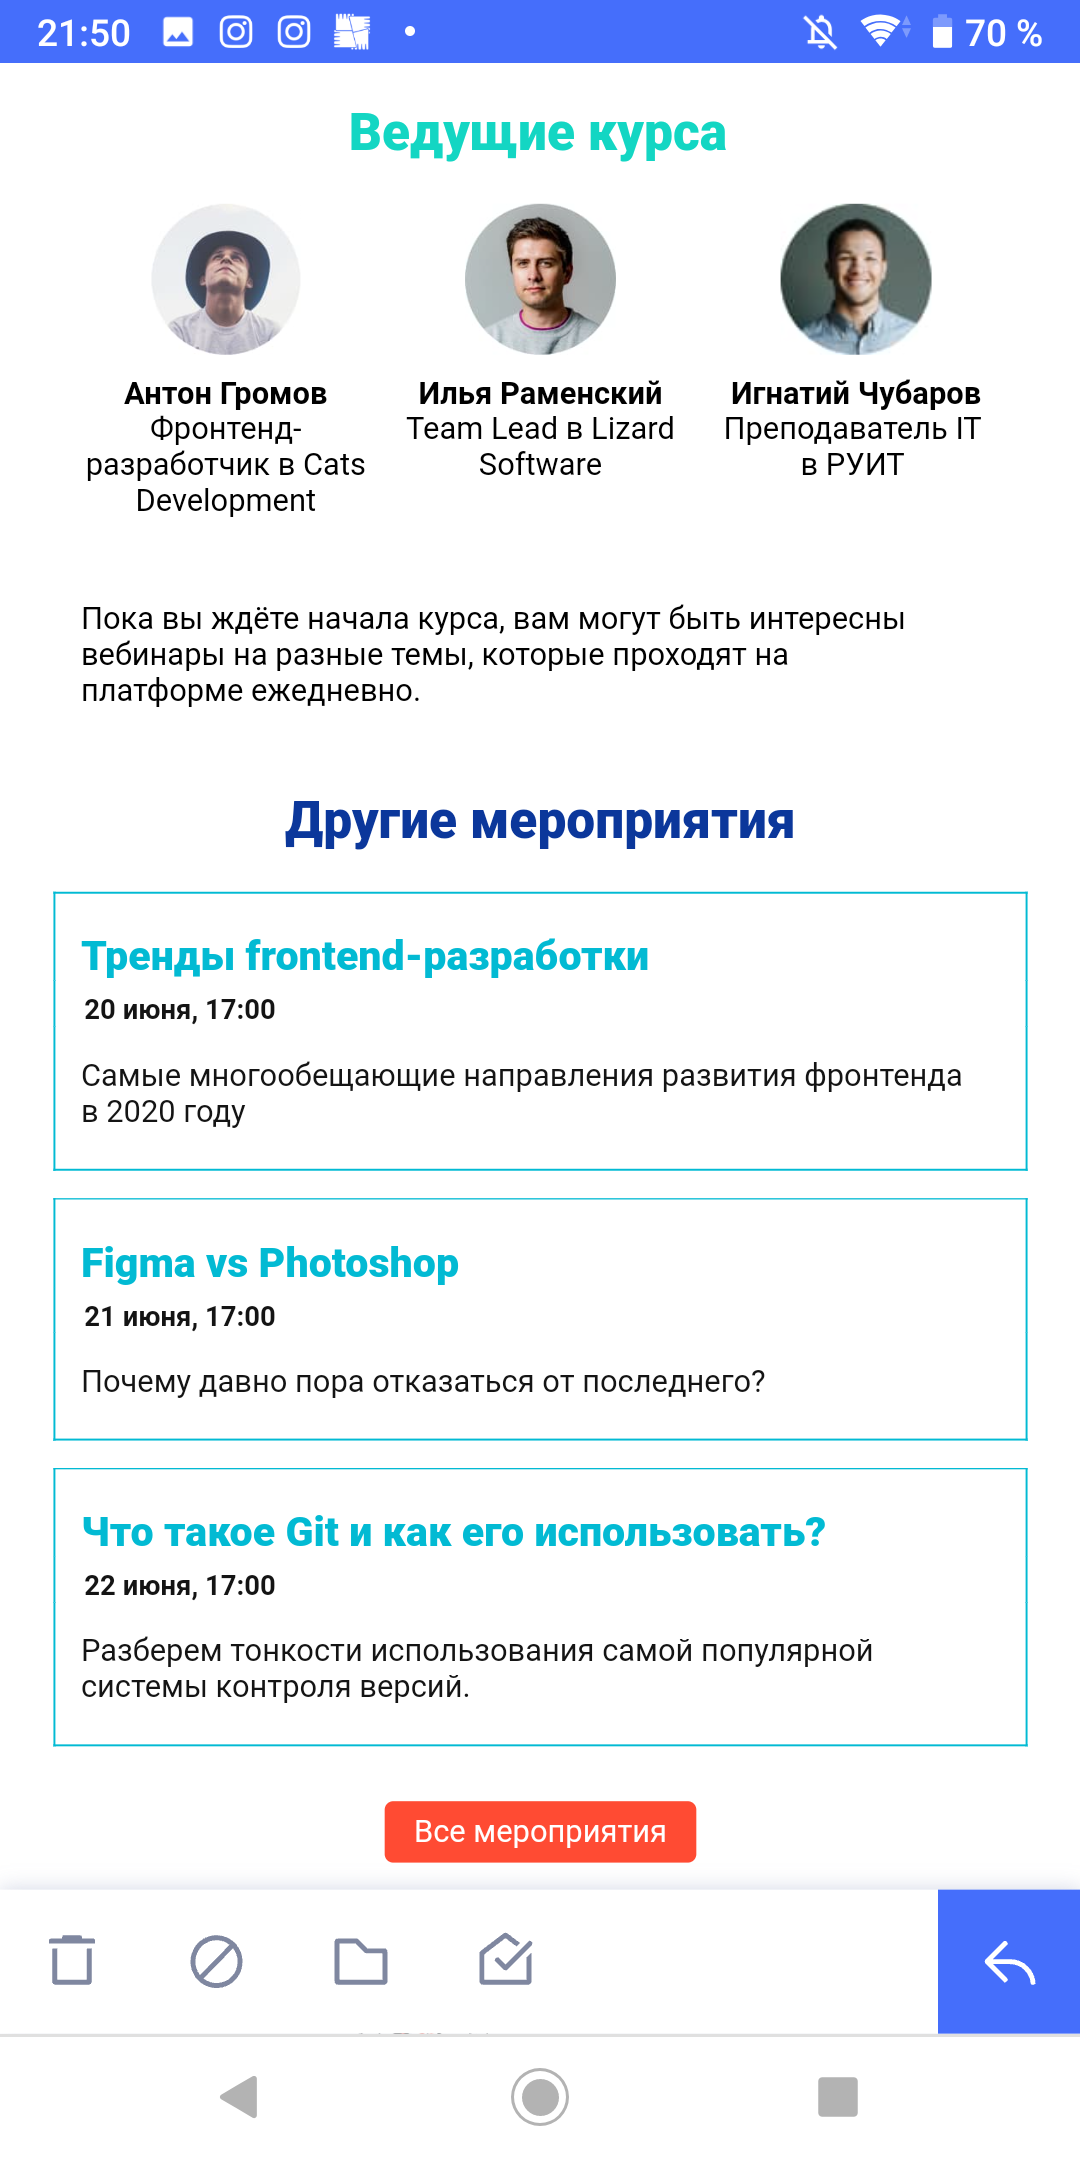 21:50
70 %
Ведущие курса
Антон Громов
Фронтенд-
разработчик в Cats
Development
Илья Раменский
Team Lead в Lizard
Software
Игнатий Чубаров
Преподаватель IT
в РУИТ
Пока вы ждёте начала курса, вам могут быть интересны
вебинары на разные темы, которые проходят на
платформе ежедневно.
Другие мероприятия
Тренды frontend-разработки
20 июня, 17:00
Самые многообещающие направления развития фронтенда
в 2020 году
Figma vs Photoshop
21 июня, 17:00
Почему давно пора отказаться от последнего?
Что такое Git и как его использовать?
22 июня, 17:00
Разберем тонкости использования самой популярной
системы контроля версий.
Все мероприятия